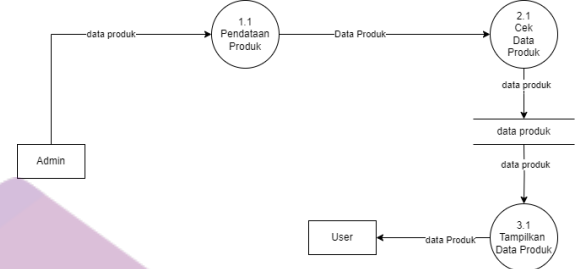 1.1
Pendataan
Produk
2.1
Cek
Data
Produk
data produk
Data Produk
data produk
data produk
data produk
Admin
3.1
Tampilkan
Data Produk
data Produk
User